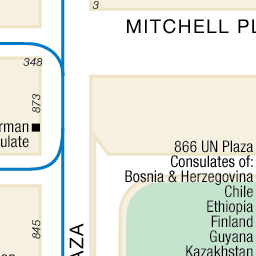 3
MITCHELL PL
348
873
rman
ulate
866 UN Plaza
Consulates of:
Bosnia & Herzegovina
Chile
Ethiopia
Finland
Guyana
Kazakhstan
845
AZA